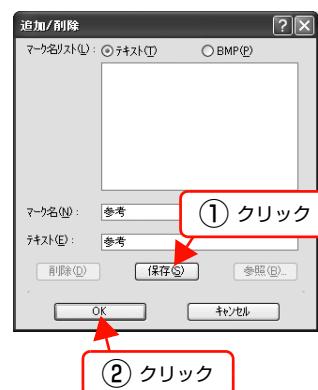 追加/削除
マーク名リスト(L): テキスト(T) BMP(P)
マーク名(N): 参考
① クリック
テキスト(E): 参考
削除(D) 保存(S) 参照(B)...
OK キャンセル
② クリック